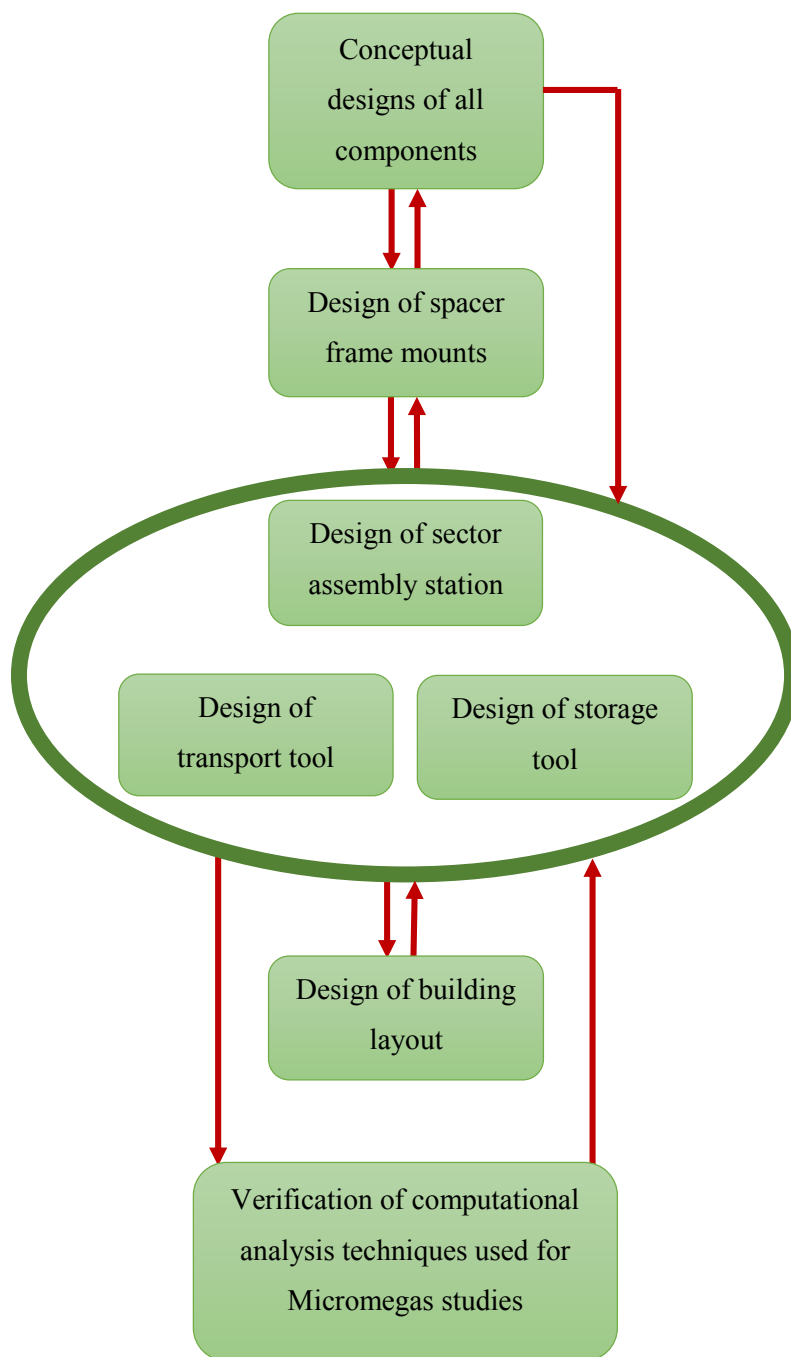 Conceptual
designs of all
components
Design of spacer
frame mounts
Design of sector
assembly station
Design of
transport tool
Design of storage
tool
Design of building
layout
Verification of computational
analysis techniques used for
Micromegas studies